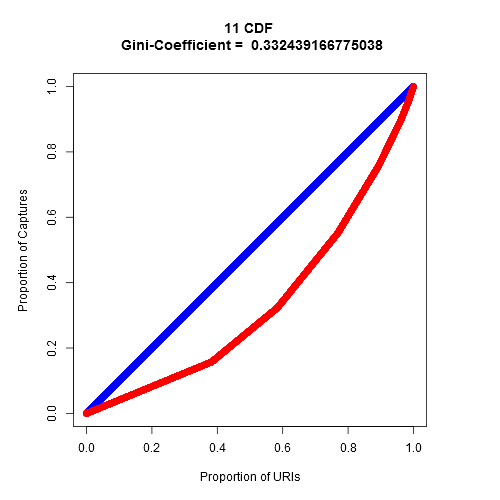 11 CDF
Gini-Coefficient =  0.332439166775038
Proportion of Captures
1.0
0.8
0.6
0.4
0.2
0.0
0.0 0.2 0.4 0.6 0.8 1.0
Proportion of URIs